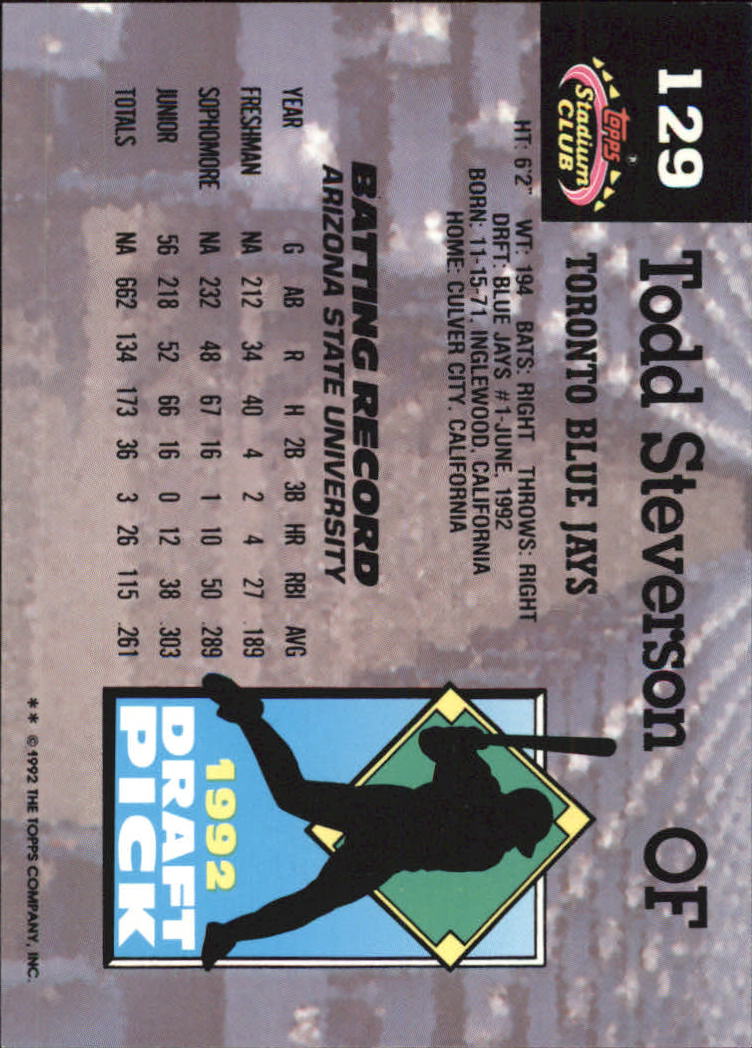 129
topps
Stadium
CLUB
Todd Steverson OF
TORONTO BLUE JAYS
HT: 6'2" WT: 194 BATS: RIGHT THROWS: RIGHT
DRFT: BLUE JAYS #1-JUNE, 1992
BORN: 11-15-71, INGLEWOOD, CALIFORNIA
HOME: CULVER CITY, CALIFORNIA
BATTING RECORD
ARIZONA STATE UNIVERSITY
YEAR G AB R H 2B 3B HR RBI AVG
FRESHMAN NA 212 34 40 4 2 4 27 .189
SOPHOMORE NA 232 48 67 16 1 10 50 .289
JUNIOR 56 218 52 66 16 0 12 38 .303
TOTALS NA 662 134 173 36 3 26 115 .261
1992
DRAFT
PICK
** © 1992 THE TOPPS COMPANY, INC.